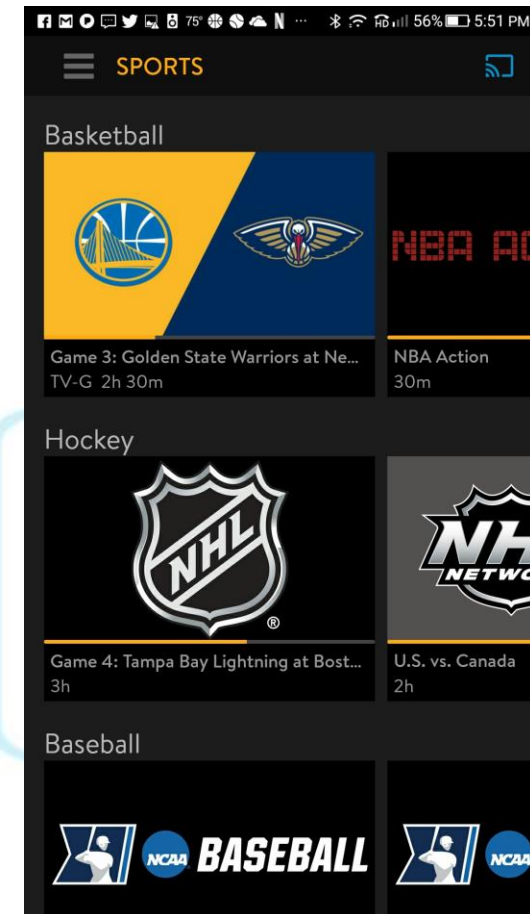 75° HD 56% 5:51 PM
SPORTS
Basketball
NBA
Game 3: Golden State Warriors at Ne...
TV-G 2h 30m
NBA Action
30m
Hockey
NHL
®
NETWO
Game 4: Tampa Bay Lightning at Bost...
3h
U.S. vs. Canada
2h
Baseball
NCAA BASEBALL
NCAA